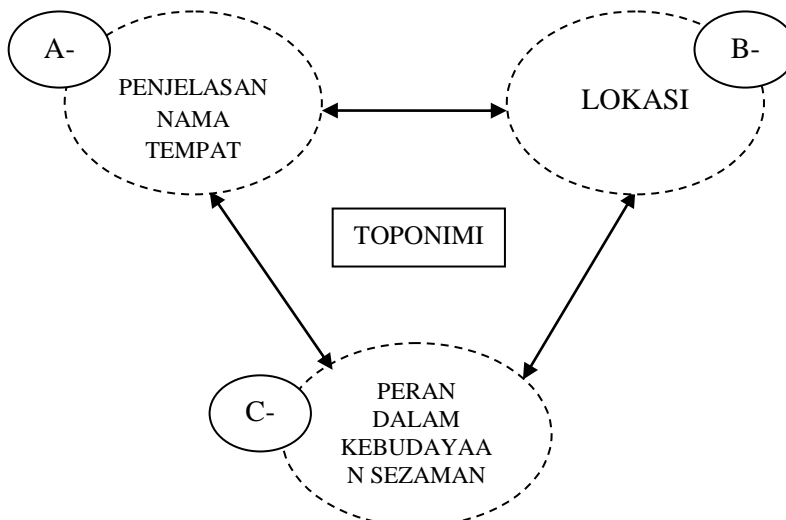 A-
PENJELASAN
NAMA
TEMPAT
B-
LOKASI
TOPONIMI
C-
PERAN
DALAM
KEBUDAYAA
N SEZAMAN